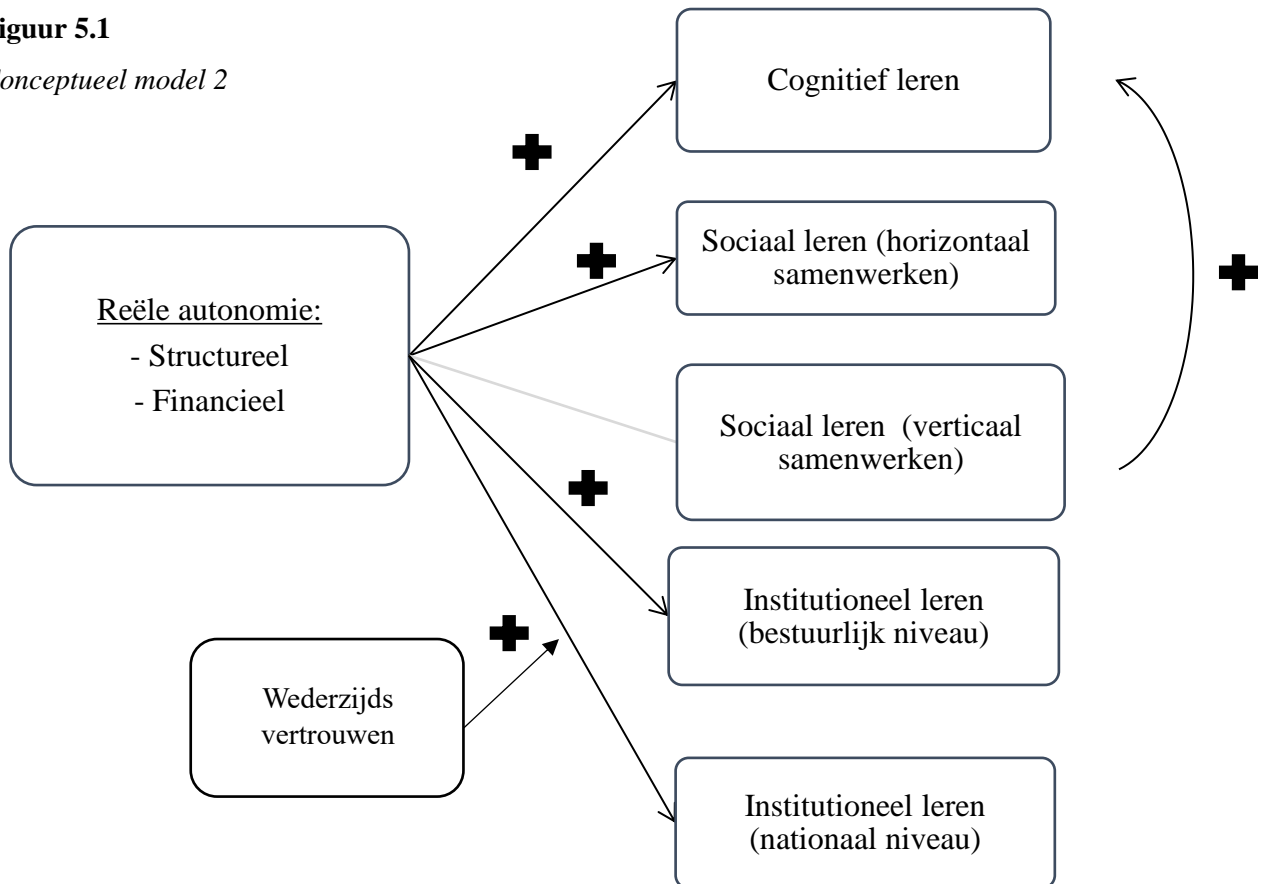 iguur 5.1
onceptueel model 2
Cognitief leren
Sociaal leren (horizontaal
samenwerken)
Reële autonomie:
- Structureel
- Financieel
Sociaal leren (verticaal
samenwerken)
Institutioneel leren
(bestuurlijk niveau)
Wederzijds
vertrouwen
Institutioneel leren
(nationaal niveau)